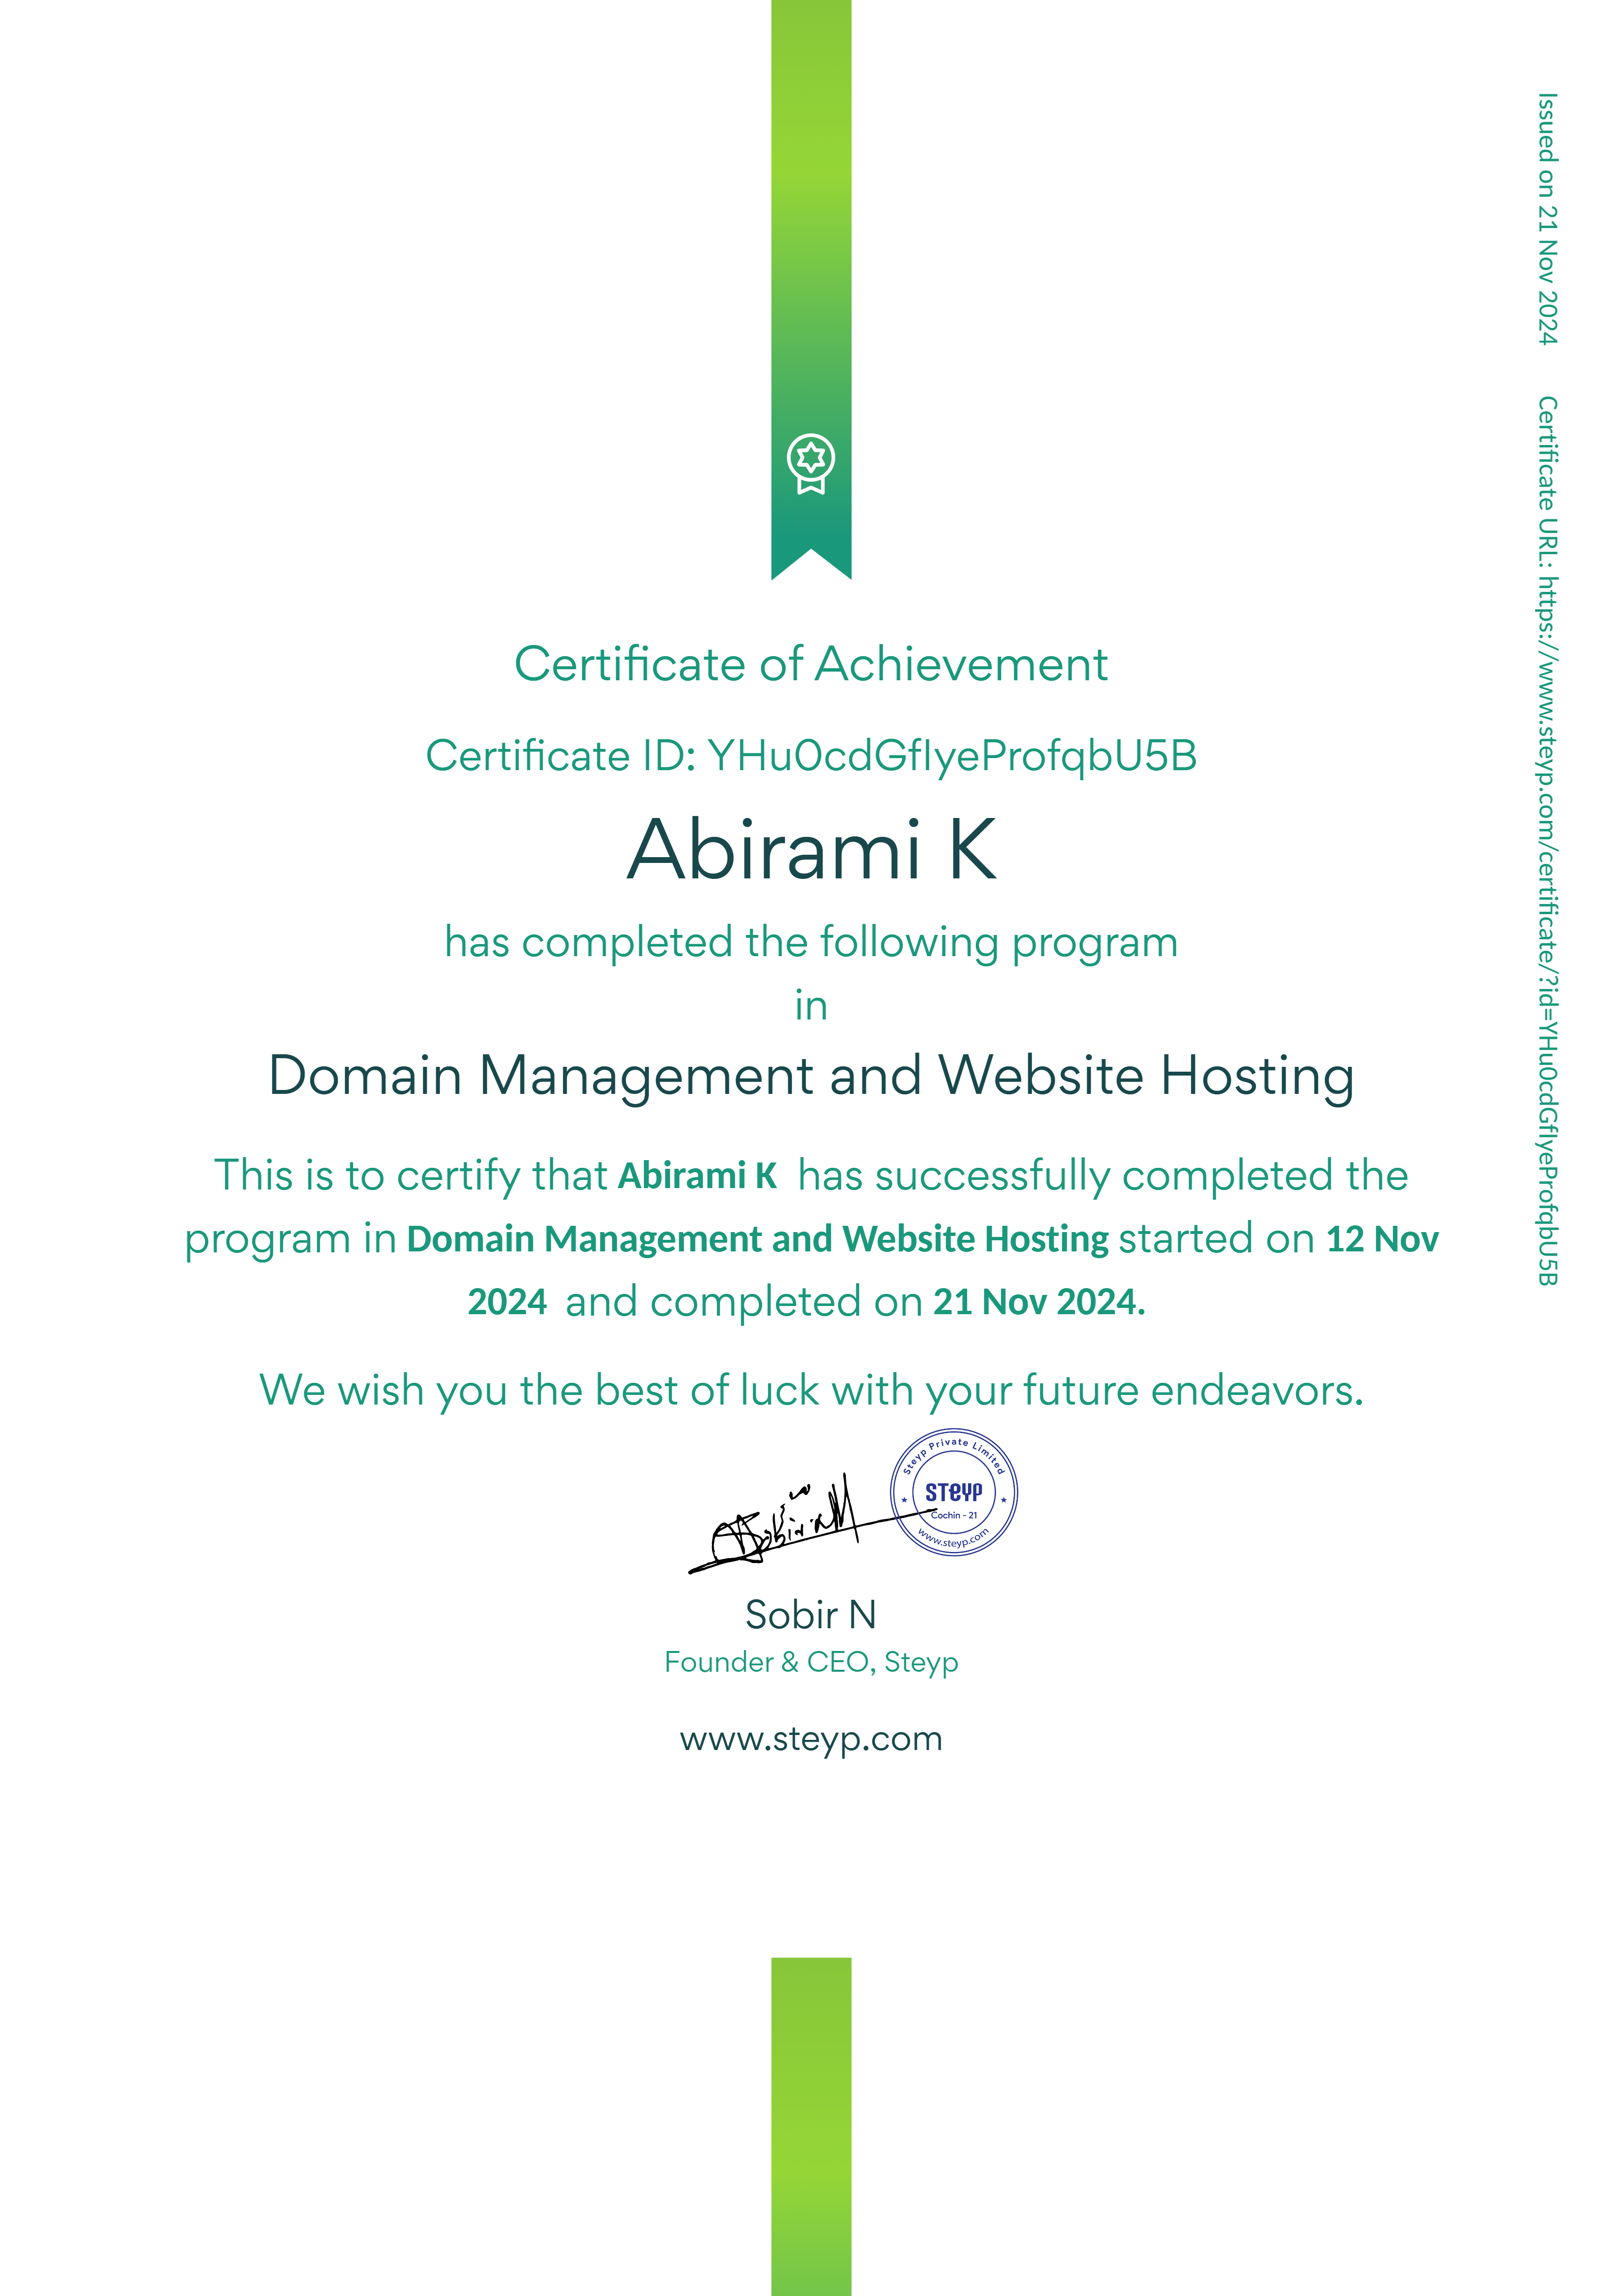 Certificate of Achievement
Certificate ID: YHu0cdGfIyeProfqbU5B
Abirami K
has completed the following program
in
Domain Management and Website Hosting
This is to certify that Abirami K has successfully completed the
program in Domain Management and Website Hosting started on 12 Nov
2024 and completed on 21 Nov 2024.
We wish you the best of luck with your future endeavors.
Steyp Private Limited
STEYP
Cochin - 21
www.steyp.com
Sobir N
Founder & CEO, Steyp
www.steyp.com
Issued on 21 Nov 2024 Certificate URL: https://www.steyp.com/certificate/?id=YHu0cdGfIyeProfqbU5B